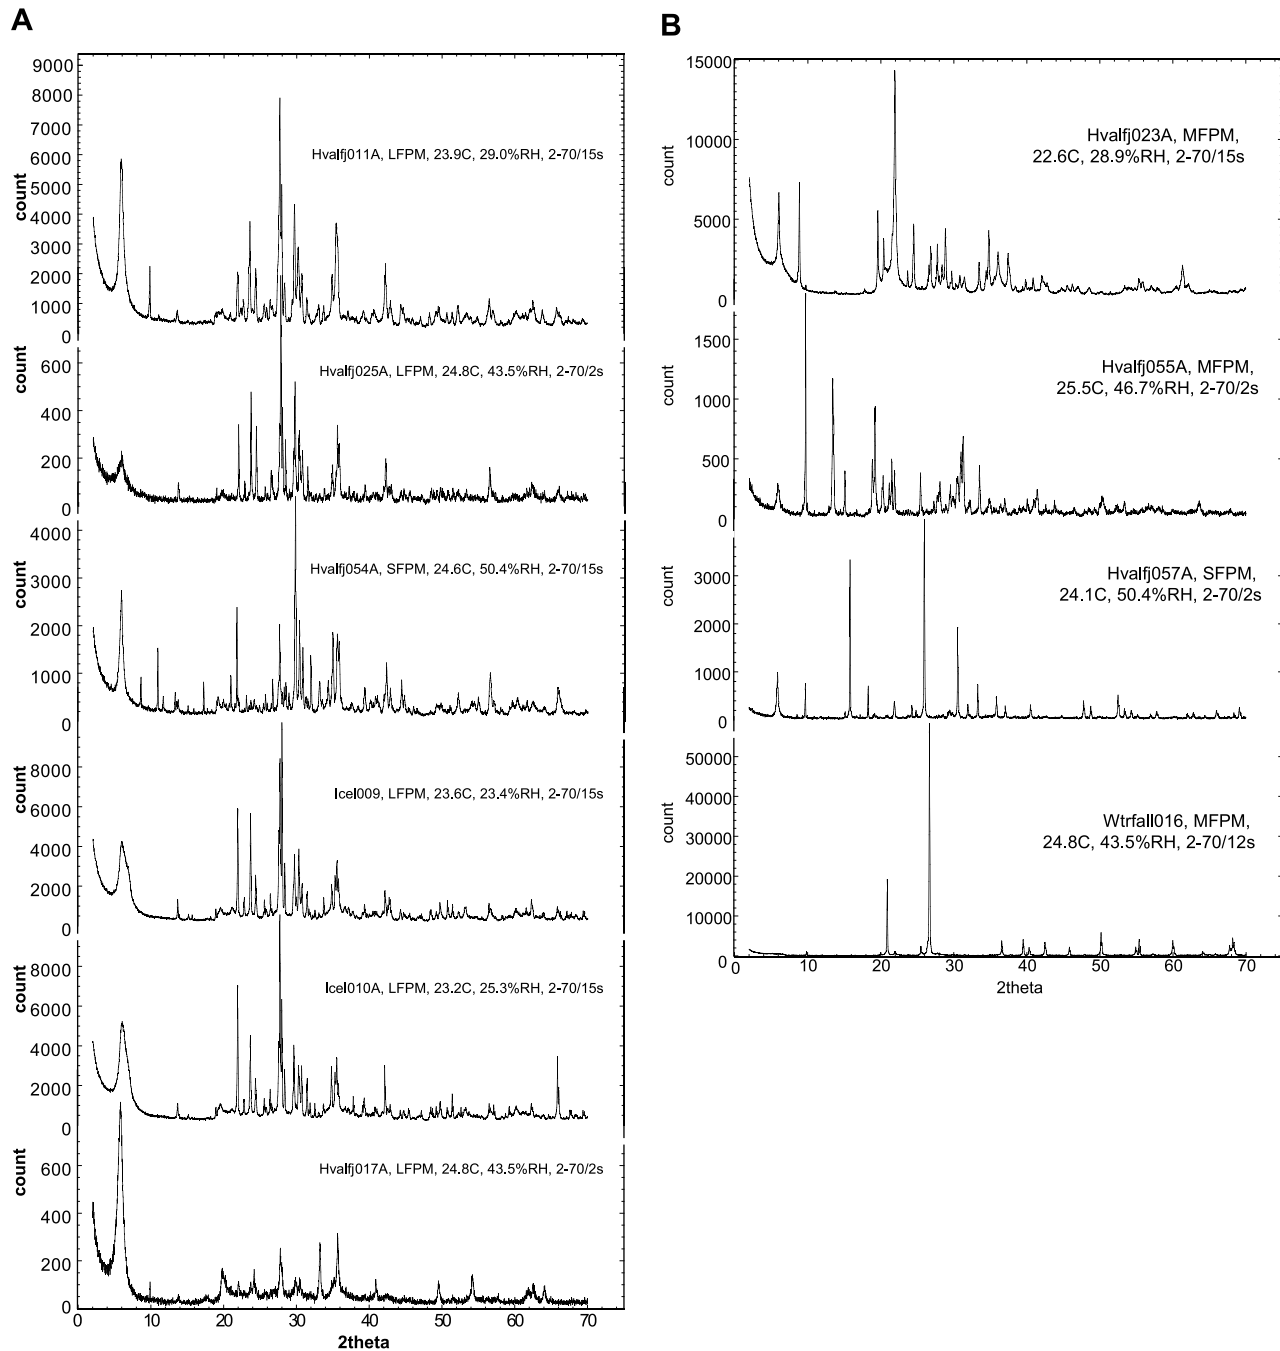 A
9000
8000
7000
6000
5000
4000
3000
2000
1000
0
count
Hvalfj011A, LFPM, 23.9C, 29.0%RH, 2-70/15s
600
400
200
0
count
Hvalfj025A, LFPM, 24.8C, 43.5%RH, 2-70/2s
4000
3000
2000
1000
0
count
Hvalfj054A, SFPM, 24.6C, 50.4%RH, 2-70/15s
8000
6000
4000
2000
0
count
Icel009, LFPM, 23.6C, 23.4%RH, 2-70/15s
8000
6000
4000
2000
0
count
Icel010A, LFPM, 23.2C, 25.3%RH, 2-70/15s
600
400
200
0
count
Hvalfj017A, LFPM, 24.8C, 43.5%RH, 2-70/2s
0 10 20 30 40 50 60 70
2theta
B
15000
10000
5000
0
count
Hvalfj023A, MFPM,
22.6C, 28.9%RH, 2-70/15s
1500
1000
500
0
count
Hvalfj055A, MFPM,
25.5C, 46.7%RH, 2-70/2s
3000
2000
1000
0
count
Hvalfj057A, SFPM,
24.1C, 50.4%RH, 2-70/2s
50000
40000
30000
20000
10000
0
count
Wtrfall016, MFPM,
24.8C, 43.5%RH, 2-70/12s
0 10 20 30 40 50 60 70
2theta